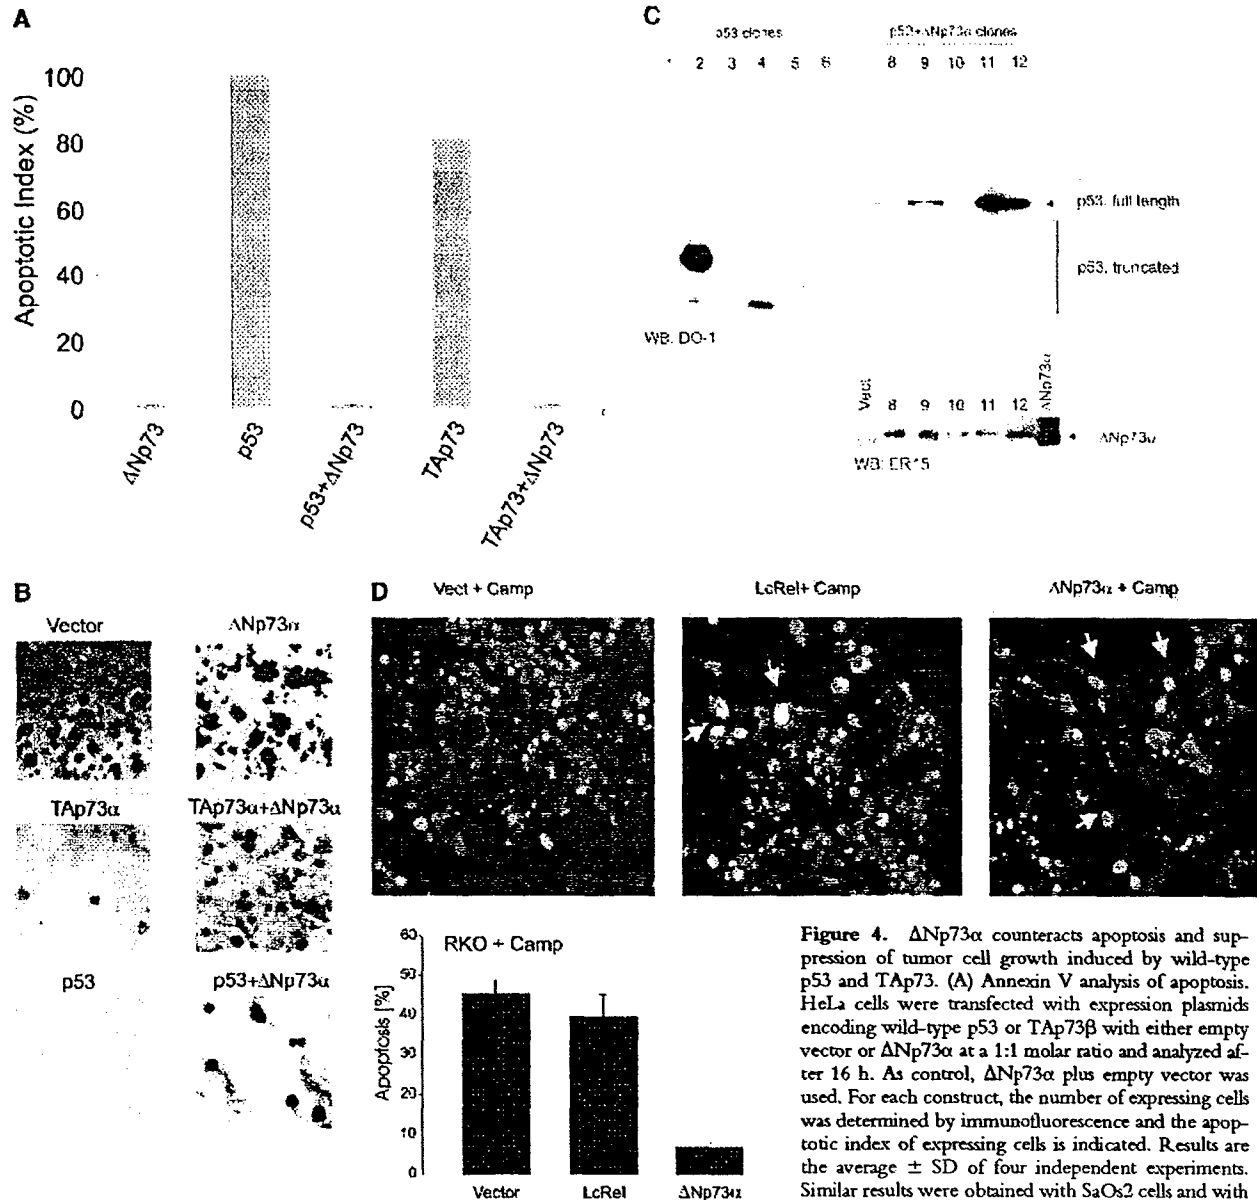 A
Apoptotic Index (%)
100
80
60
40
20
0
ΔNp73
p53
p53+ΔNp73
TAp73
TAp73+ΔNp73
B
Vector
ΔNp73α
TAp73α
TAp73α+ΔNp73α
p53
p53+ΔNp73α
C
p53 clones
p53+ΔNp73α clones
1 2 3 4 5 6
8 9 10 11 12
p53, full length
p53, truncated
WB: DO-1
Vect 8 9 10 11 12 ΔNp73α
ΔNp73α
WB: ER15
D
Vect + Camp
LcRel+ Camp
ΔNp73α + Camp
RKO + Camp
Apoptosis [%]
60
50
40
30
20
10
0
Vector
LcRel
ΔNp73α
Figure 4. ΔNp73α counteracts apoptosis and sup-
pression of tumor cell growth induced by wild-type
p53 and TAp73. (A) Annexin V analysis of apoptosis.
HeLa cells were transfected with expression plasmids
encoding wild-type p53 or TAp73β with either empty
vector or ΔNp73α at a 1:1 molar ratio and analyzed af-
ter 16 h. As control, ΔNp73α plus empty vector was
used. For each construct, the number of expressing cells
was determined by immunofluorescence and the apop-
totic index of expressing cells is indicated. Results are
the average ± SD of four independent experiments.
Similar results were obtained with SaOs2 cells and with